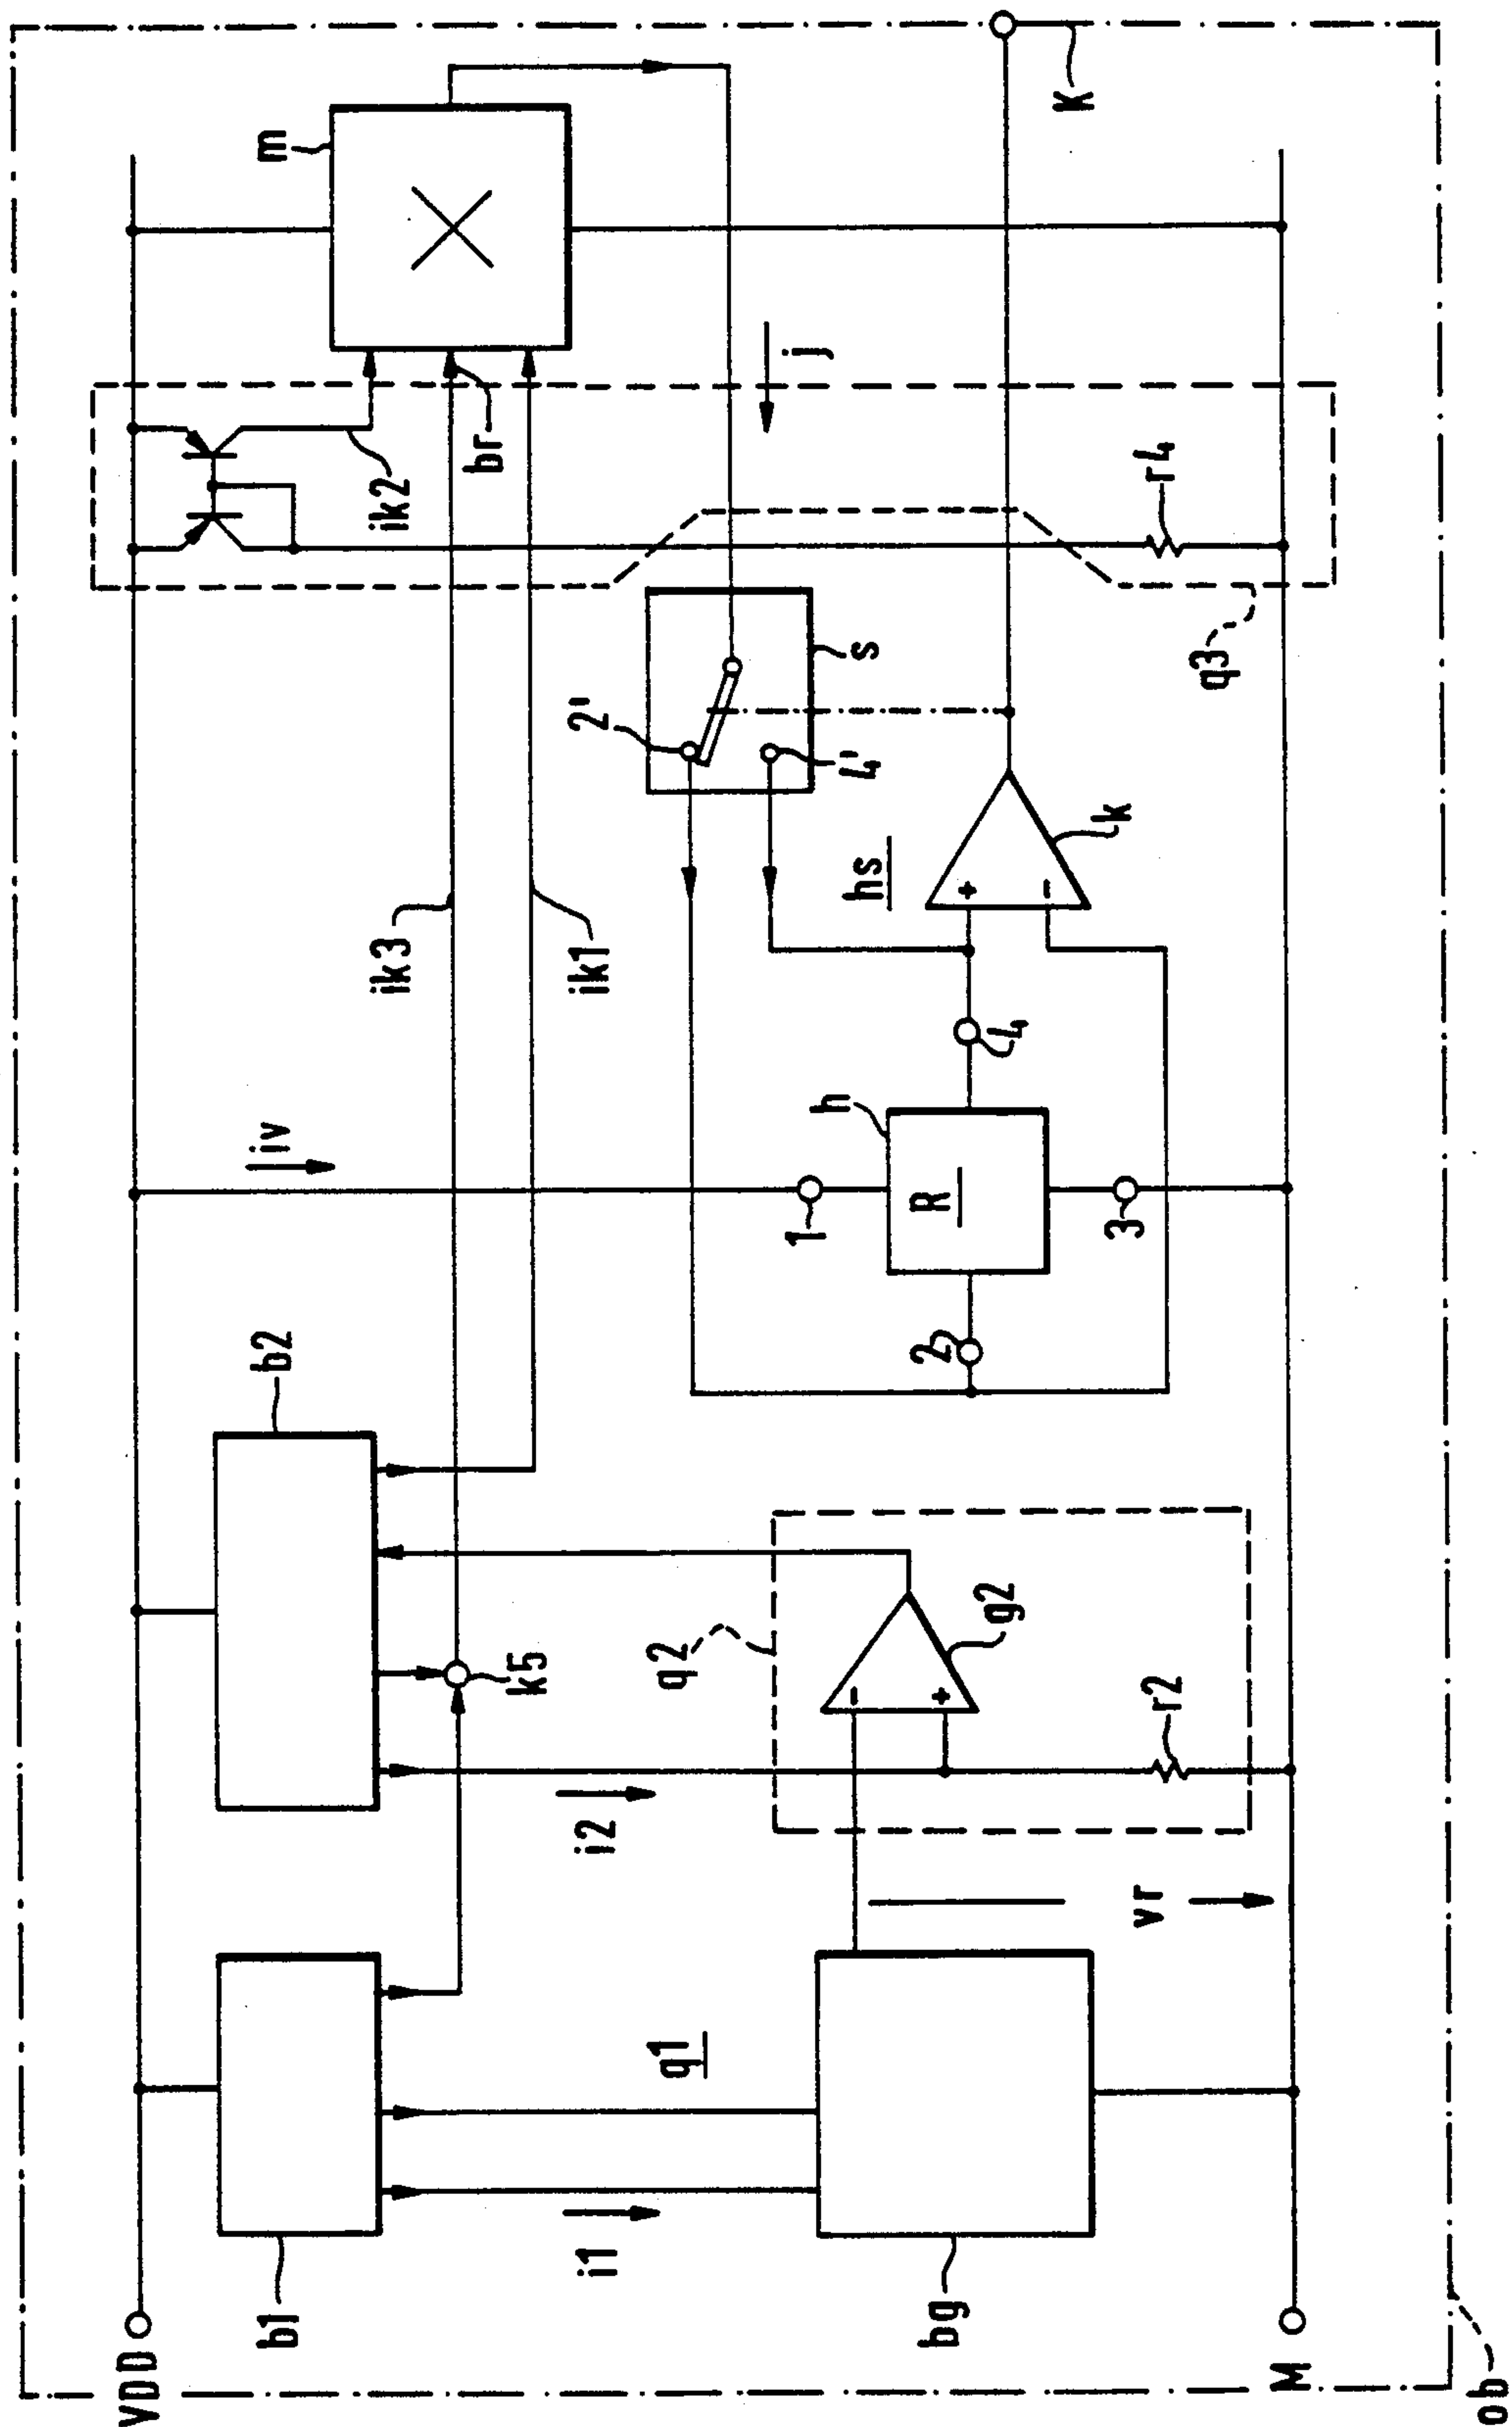 VDD
b1
i1
q1
bg
vr
M
ob
b2
k5
i2
q2
g2
-
+
r2
iv
ik3
ik1
1
h
R
2
3
4
hs
+
-
k
2'
4'
s
j
ik2
br
m
q3
r4
K